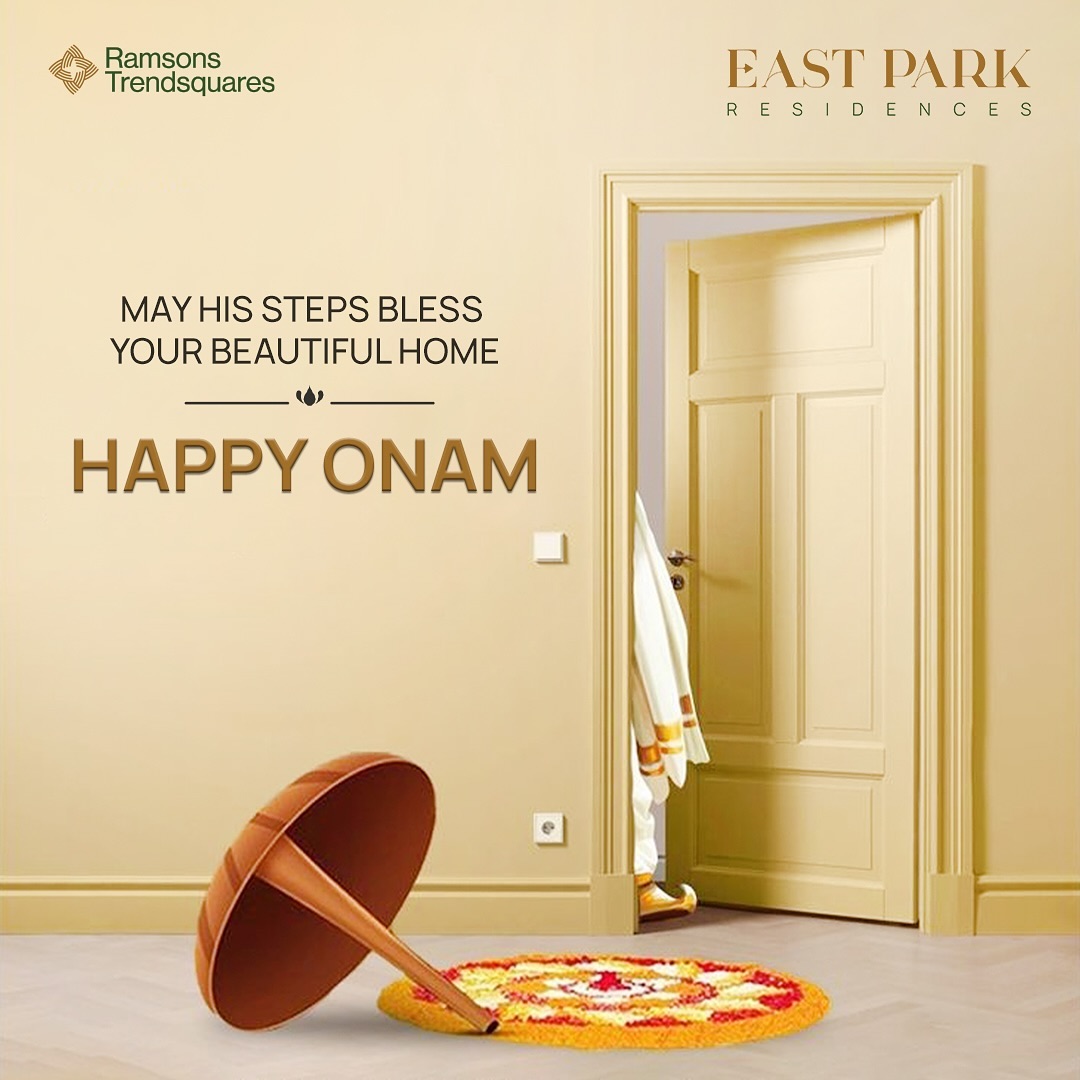 Ramsons
Trendsquares
EAST PARK
RESIDENCES
MAY HIS STEPS BLESS
YOUR BEAUTIFUL HOME
HAPPY ONAM